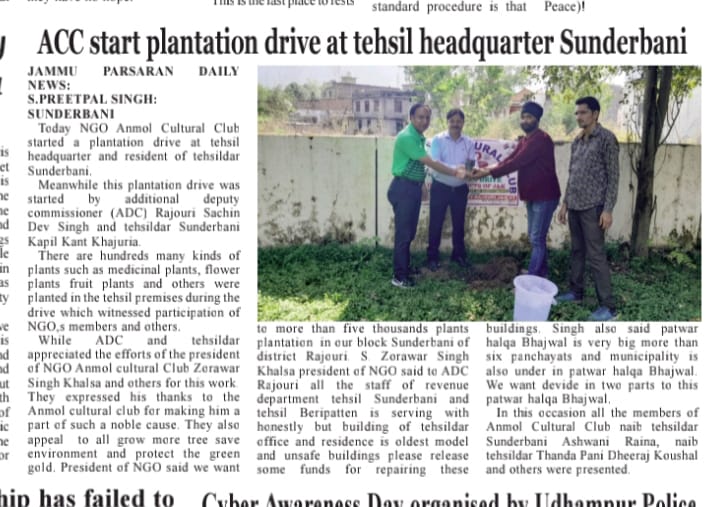 This is the last place to rests
standard procedure is that
Peace)!
ACC start plantation drive at tehsil headquarter Sunderbani
JAMMU PARSARAN DAILY
NEWS:
S.PREETPAL SINGH:
SUNDERBANI
Today NGO Anmol Cultural Club
started a plantation drive at tehsil
headquarter and resident of tehsildar
Sunderbani.
Meanwhile this plantation drive was
started by additional deputy
commissioner (ADC) Rajouri Sachin
Dev Singh and tehsildar Sunderbani
Kapil Kant Khajuria.
There are hundreds many kinds of
plants such as medicinal plants, flower
plants fruit plants and others were
planted in the tehsil premises during the
drive which witnessed participation of
NGO,s members and others.
While ADC and tehsildar
appreciated the efforts of the president
of NGO Anmol cultural Club Zorawar
Singh Khalsa and others for this work.
They expressed his thanks to the
Anmol cultural club for making him a
part of such a noble cause. They also
appeal to all grow more tree save
environment and protect the green
gold. President of NGO said we want
to more than five thousands plants
plantation in our block Sunderbani of
district Rajouri. S. Zorawar Singh
Khalsa president of NGO said to ADC
Rajouri all the staff of revenue
department tehsil Sunderbani and
tehsil Beripatten is serving with
honestly but building of tehsildar
office and residence is oldest model
and unsafe buildings please release
some funds for repairing these
buildings. Singh also said patwar
halqa Bhajwal is very big more than
six panchayats and municipality is
also under in patwar halqa Bhajwal.
We want devide in two parts to this
patwar halqa Bhajwal.
In this occasion all the members of
Anmol Cultural Club naib tehsildar
Sunderbani Ashwani Raina, naib
tehsildar Thanda Pani Dheeraj Koushal
and others were presented.
has failed to
Cyber Awareness Day organised by Udhampur Police